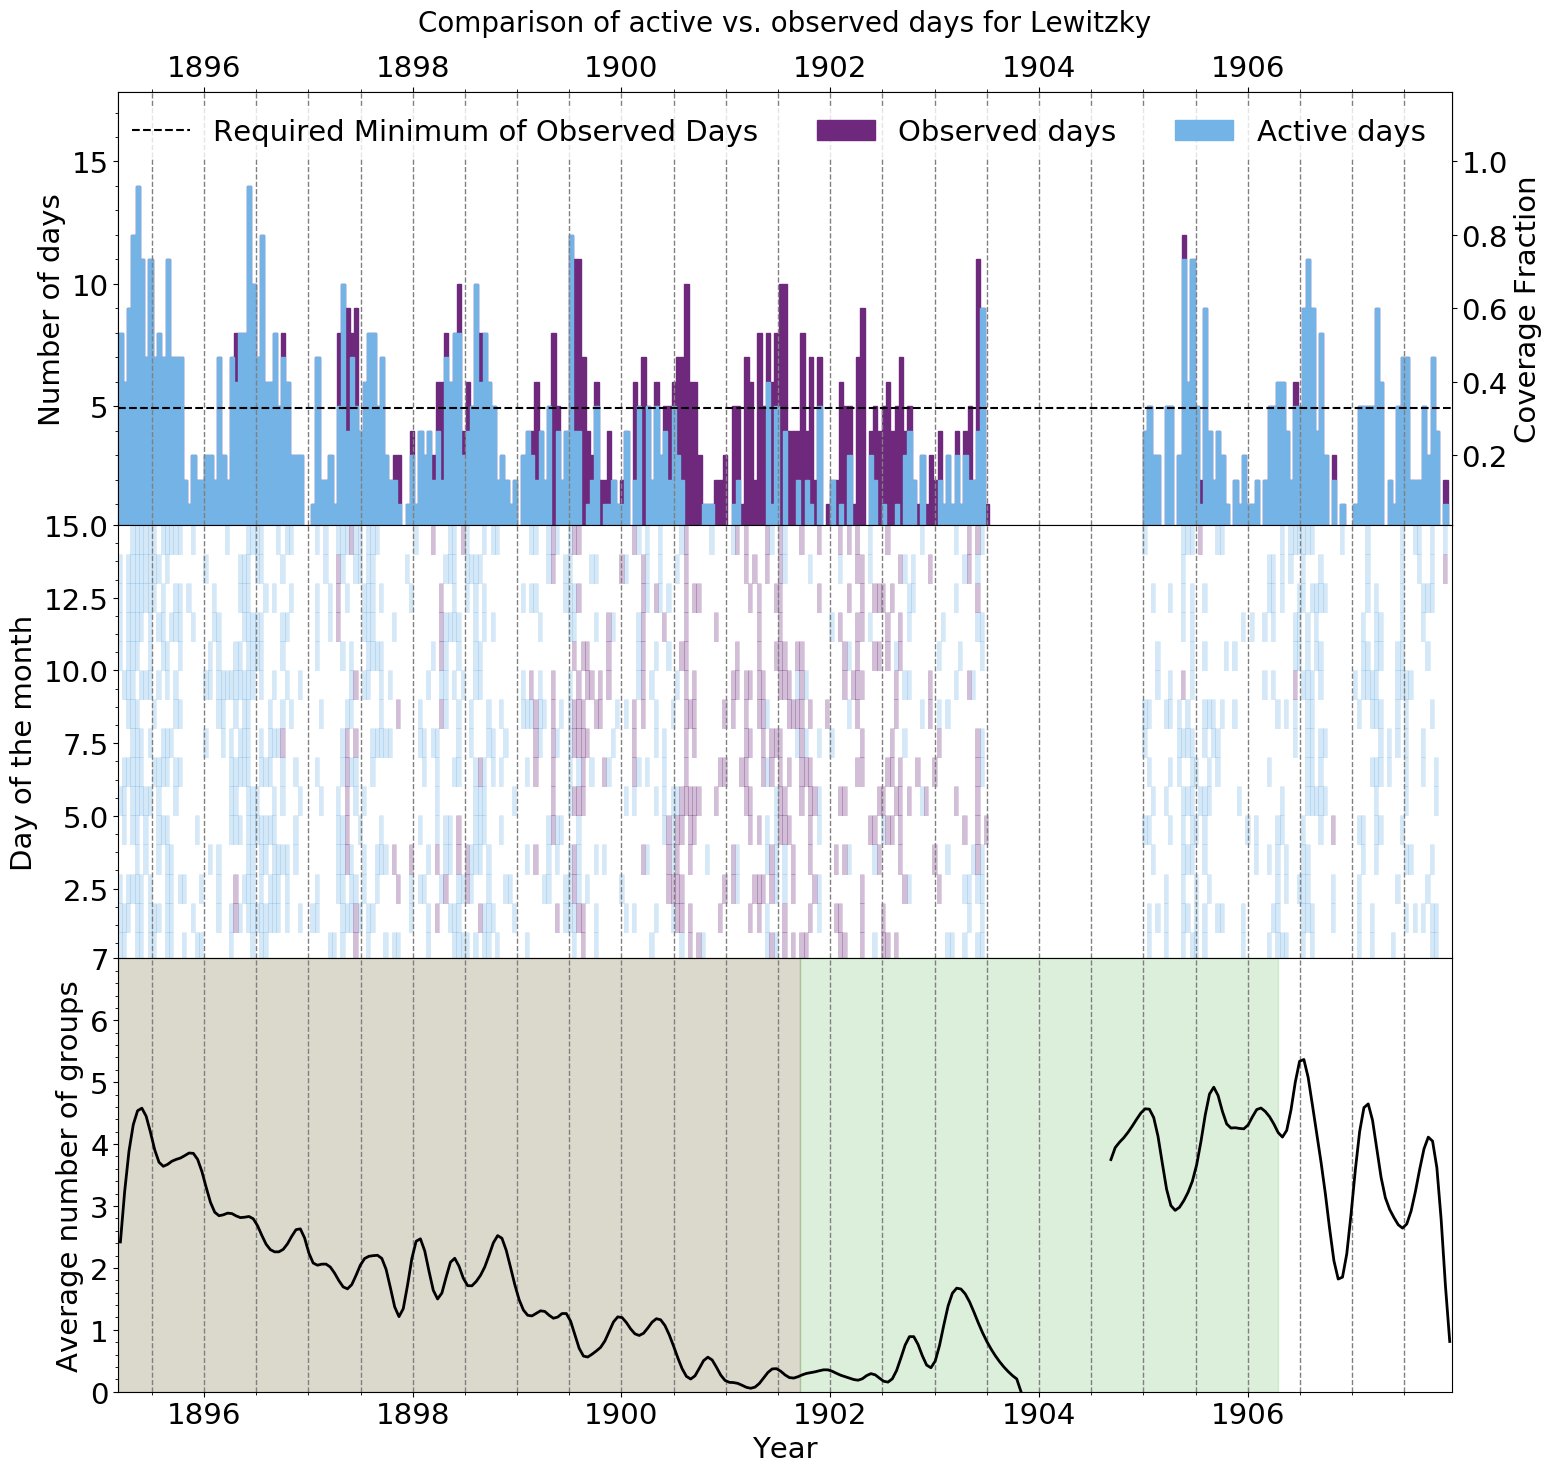 Comparison of active vs. observed days for Lewitzky
1896 1898 1900 1902 1904 1906
Required Minimum of Observed Days Observed days Active days
Number of days
15
10
5
Coverage Fraction
1.0
0.8
0.6
0.4
0.2
Day of the month
15.0
12.5
10.0
7.5
5.0
2.5
Average number of groups
7
6
5
4
3
2
1
0
1896 1898 1900 1902 1904 1906
Year